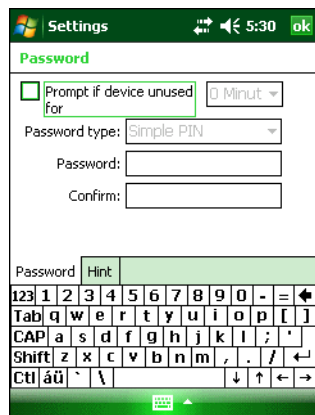 Settings 5:30 ok
Password
Prompt if device unused for 0 Minut
Password type: Simple PIN
Password:
Confirm:
Password Hint
123 1 2 3 4 5 6 7 8 9 0 - =
Tab q w e r t y u i o p [ ]
CAP a s d f g h j k l ; '
Shift z x c v b n m , . /
Ctl áü ` \